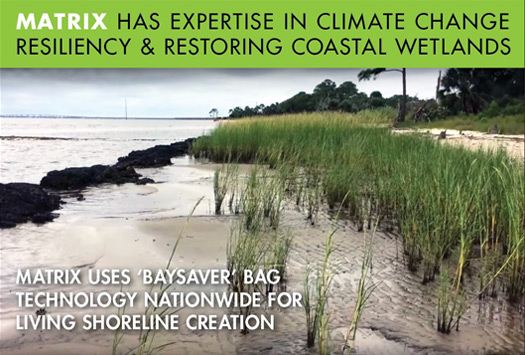 MATRIX HAS EXPERTISE IN CLIMATE CHANGE
RESILIENCY & RESTORING COASTAL WETLANDS
MATRIX USES 'BAYSAVER' BAG
TECHNOLOGY NATIONWIDE FOR
LIVING SHORELINE CREATION